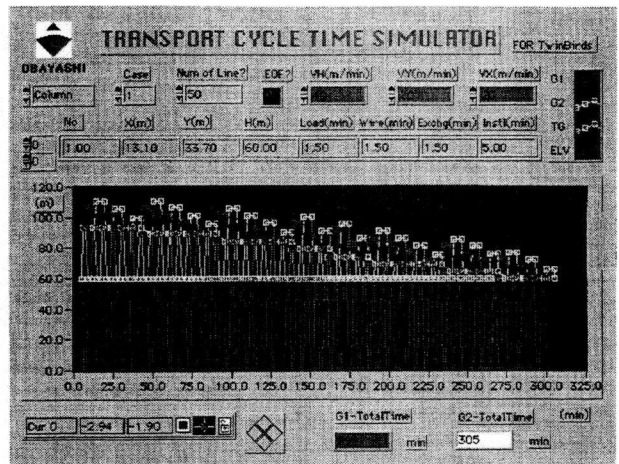 TRANSPORT CYCLE TIME SIMULATOR
FOR TwinBirds
OBAYASHI
Case
Num of Line?
EOF?
VH(m/min)
VY(m/min)
VX(m/min)
G1
Column
1
50
G2
No
X(m)
Y(m)
H(m)
Load(min)
Wire(min)
Exchg(min)
Instl(min)
TG
0
0
1.00
13.10
33.70
60.00
1.50
1.50
1.50
5.00
ELV
120.0
(m)
100.0
80.0
60.0
40.0
20.0
0.0
0.0 25.0 50.0 75.0 100.0 125.0 150.0 175.0 200.0 225.0 250.0 275.0 300.0 325.0
Cur 0
-2.94
-1.90
G1-TotalTime
G2-TotalTime
(min)
min
305
min